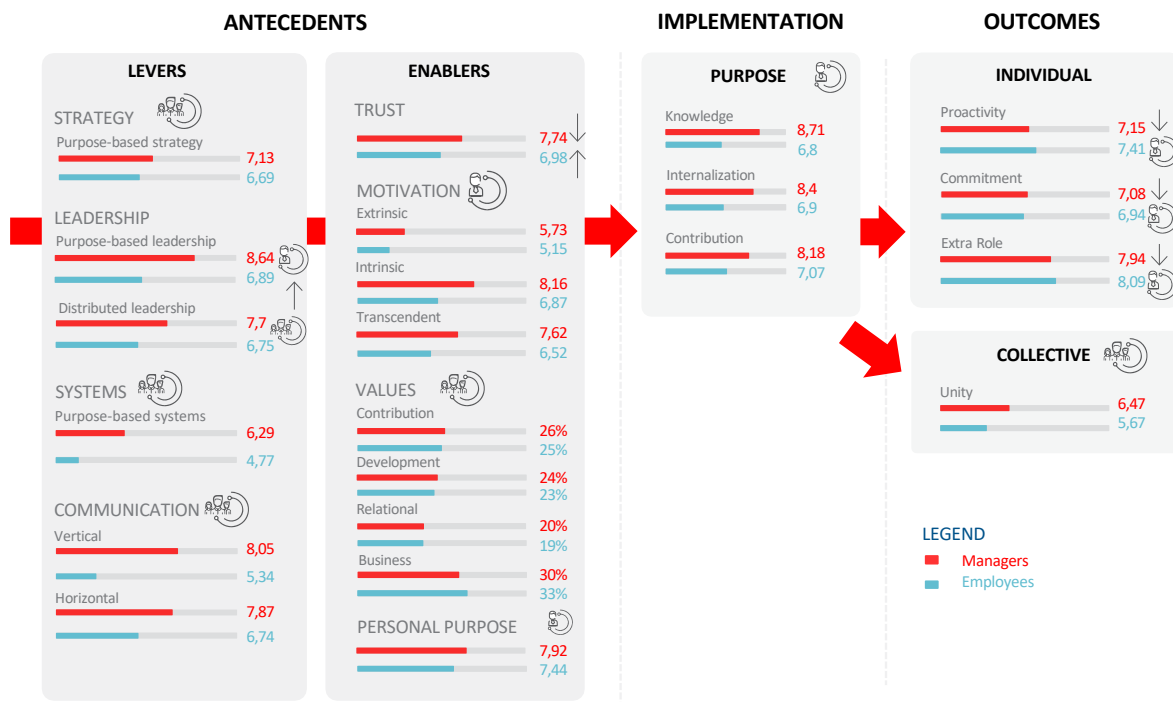 ANTECEDENTS
IMPLEMENTATION
OUTCOMES
LEVERS
STRATEGY
Purpose-based strategy
7,13
6,69
LEADERSHIP
Purpose-based leadership
8,64
6,89
Distributed leadership
7,7
6,75
SYSTEMS
Purpose-based systems
6,29
4,77
COMMUNICATION
Vertical
8,05
5,34
Horizontal
7,87
6,74
ENABLERS
TRUST
7,74
6,98
MOTIVATION
Extrinsic
5,73
5,15
Intrinsic
8,16
6,87
Transcendent
7,62
6,52
VALUES
Contribution
26%
25%
Development
24%
23%
Relational
20%
19%
Business
30%
33%
PERSONAL PURPOSE
7,92
7,44
PURPOSE
Knowledge
8,71
6,8
Internalization
8,4
6,9
Contribution
8,18
7,07
INDIVIDUAL
Proactivity
7,15
7,41
Commitment
7,08
6,94
Extra Role
7,94
8,09
COLLECTIVE
Unity
6,47
5,67
LEGEND
Managers
Employees